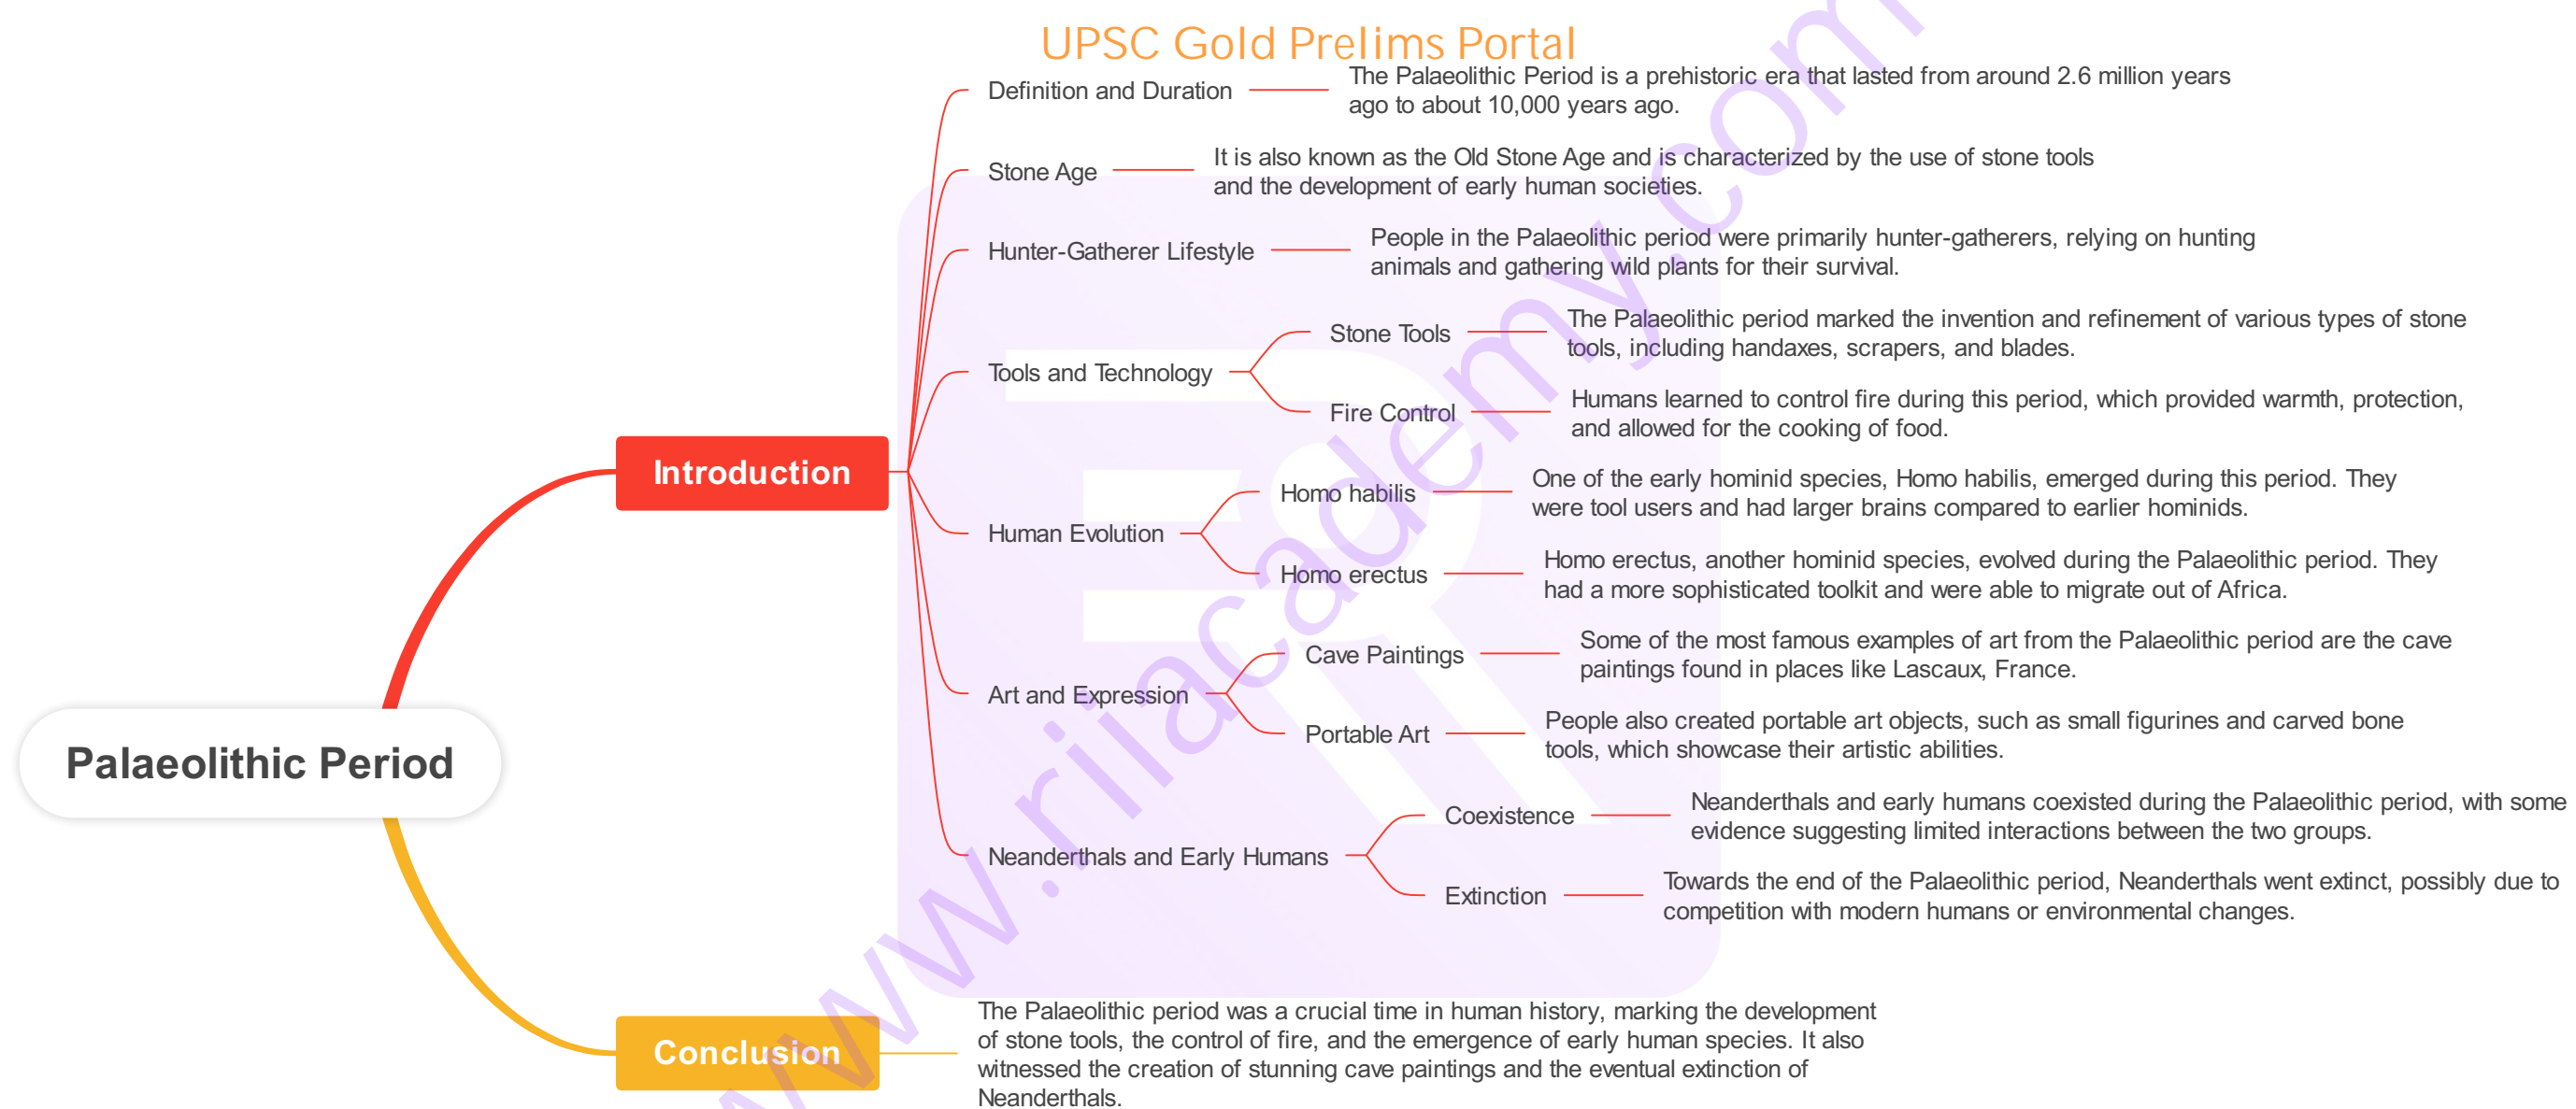 UPSC Gold Prelims Portal
Definition and Duration
The Palaeolithic Period is a prehistoric era that lasted from around 2.6 million years
ago to about 10,000 years ago.
Stone Age
It is also known as the Old Stone Age and is characterized by the use of stone tools
and the development of early human societies.
Hunter-Gatherer Lifestyle
People in the Palaeolithic period were primarily hunter-gatherers, relying on hunting
animals and gathering wild plants for their survival.
Tools and Technology
Stone Tools
The Palaeolithic period marked the invention and refinement of various types of stone
tools, including handaxes, scrapers, and blades.
Fire Control
Humans learned to control fire during this period, which provided warmth, protection,
and allowed for the cooking of food.
Introduction
Human Evolution
Homo habilis
One of the early hominid species, Homo habilis, emerged during this period. They
were tool users and had larger brains compared to earlier hominids.
Homo erectus
Homo erectus, another hominid species, evolved during the Palaeolithic period. They
had a more sophisticated toolkit and were able to migrate out of Africa.
Art and Expression
Cave Paintings
Some of the most famous examples of art from the Palaeolithic period are the cave
paintings found in places like Lascaux, France.
Portable Art
People also created portable art objects, such as small figurines and carved bone
tools, which showcase their artistic abilities.
Palaeolithic Period
Neanderthals and Early Humans
Coexistence
Neanderthals and early humans coexisted during the Palaeolithic period, with some
evidence suggesting limited interactions between the two groups.
Extinction
Towards the end of the Palaeolithic period, Neanderthals went extinct, possibly due to
competition with modern humans or environmental changes.
Conclusion
The Palaeolithic period was a crucial time in human history, marking the development
of stone tools, the control of fire, and the emergence of early human species. It also
witnessed the creation of stunning cave paintings and the eventual extinction of
Neanderthals.
www.riiacademy.com